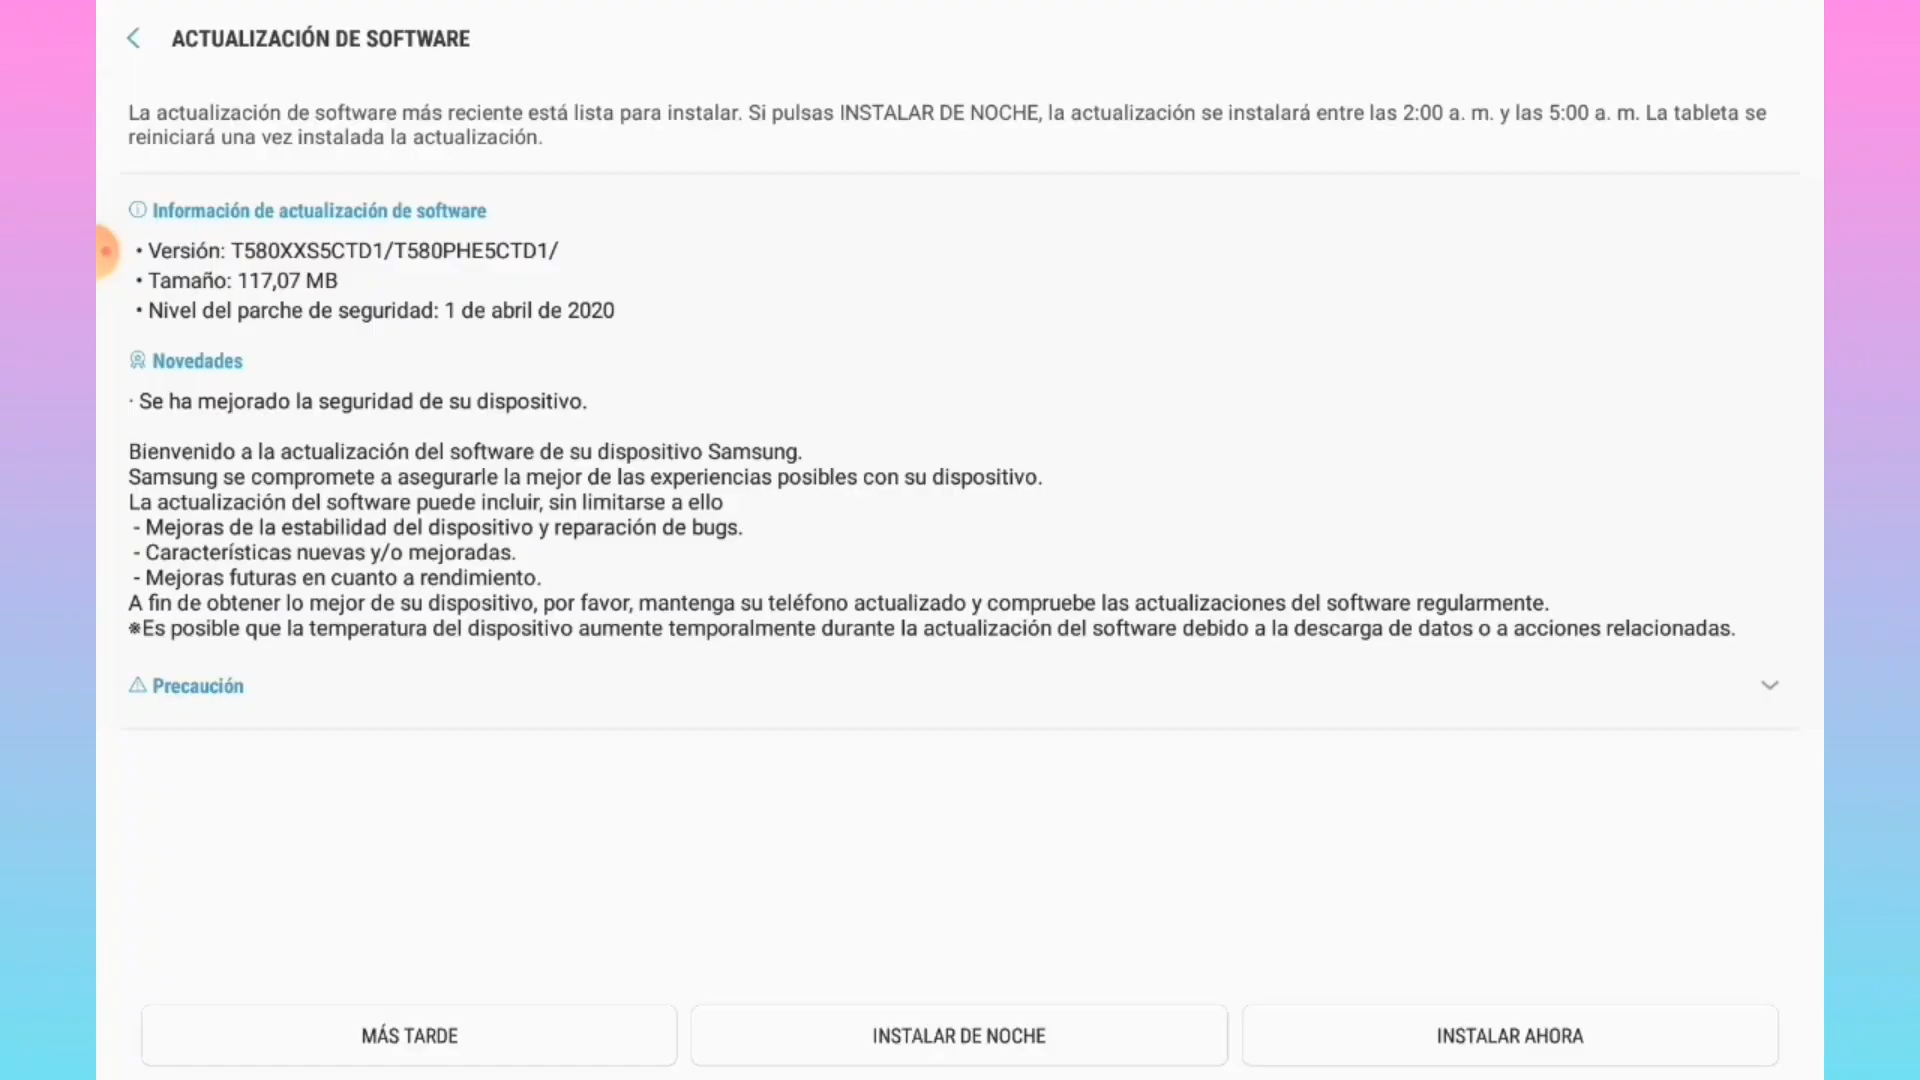 ACTUALIZACIÓN DE SOFTWARE
La actualización de software más reciente está lista para instalar. Si pulsas INSTALAR DE NOCHE, la actualización se instalará entre las 2:00 a. m. y las 5:00 a. m. La tableta se
reiniciará una vez instalada la actualización.
Información de actualización de software
• Versión: T580XXS5CTD1/T580PHE5CTD1/
• Tamaño: 117,07 MB
• Nivel del parche de seguridad: 1 de abril de 2020
Novedades
· Se ha mejorado la seguridad de su dispositivo.
Bienvenido a la actualización del software de su dispositivo Samsung.
Samsung se compromete a asegurarle la mejor de las experiencias posibles con su dispositivo.
La actualización del software puede incluir, sin limitarse a ello
- Mejoras de la estabilidad del dispositivo y reparación de bugs.
- Características nuevas y/o mejoradas.
- Mejoras futuras en cuanto a rendimiento.
A fin de obtener lo mejor de su dispositivo, por favor, mantenga su teléfono actualizado y compruebe las actualizaciones del software regularmente.
※Es posible que la temperatura del dispositivo aumente temporalmente durante la actualización del software debido a la descarga de datos o a acciones relacionadas.
Precaución
MÁS TARDE
INSTALAR DE NOCHE
INSTALAR AHORA